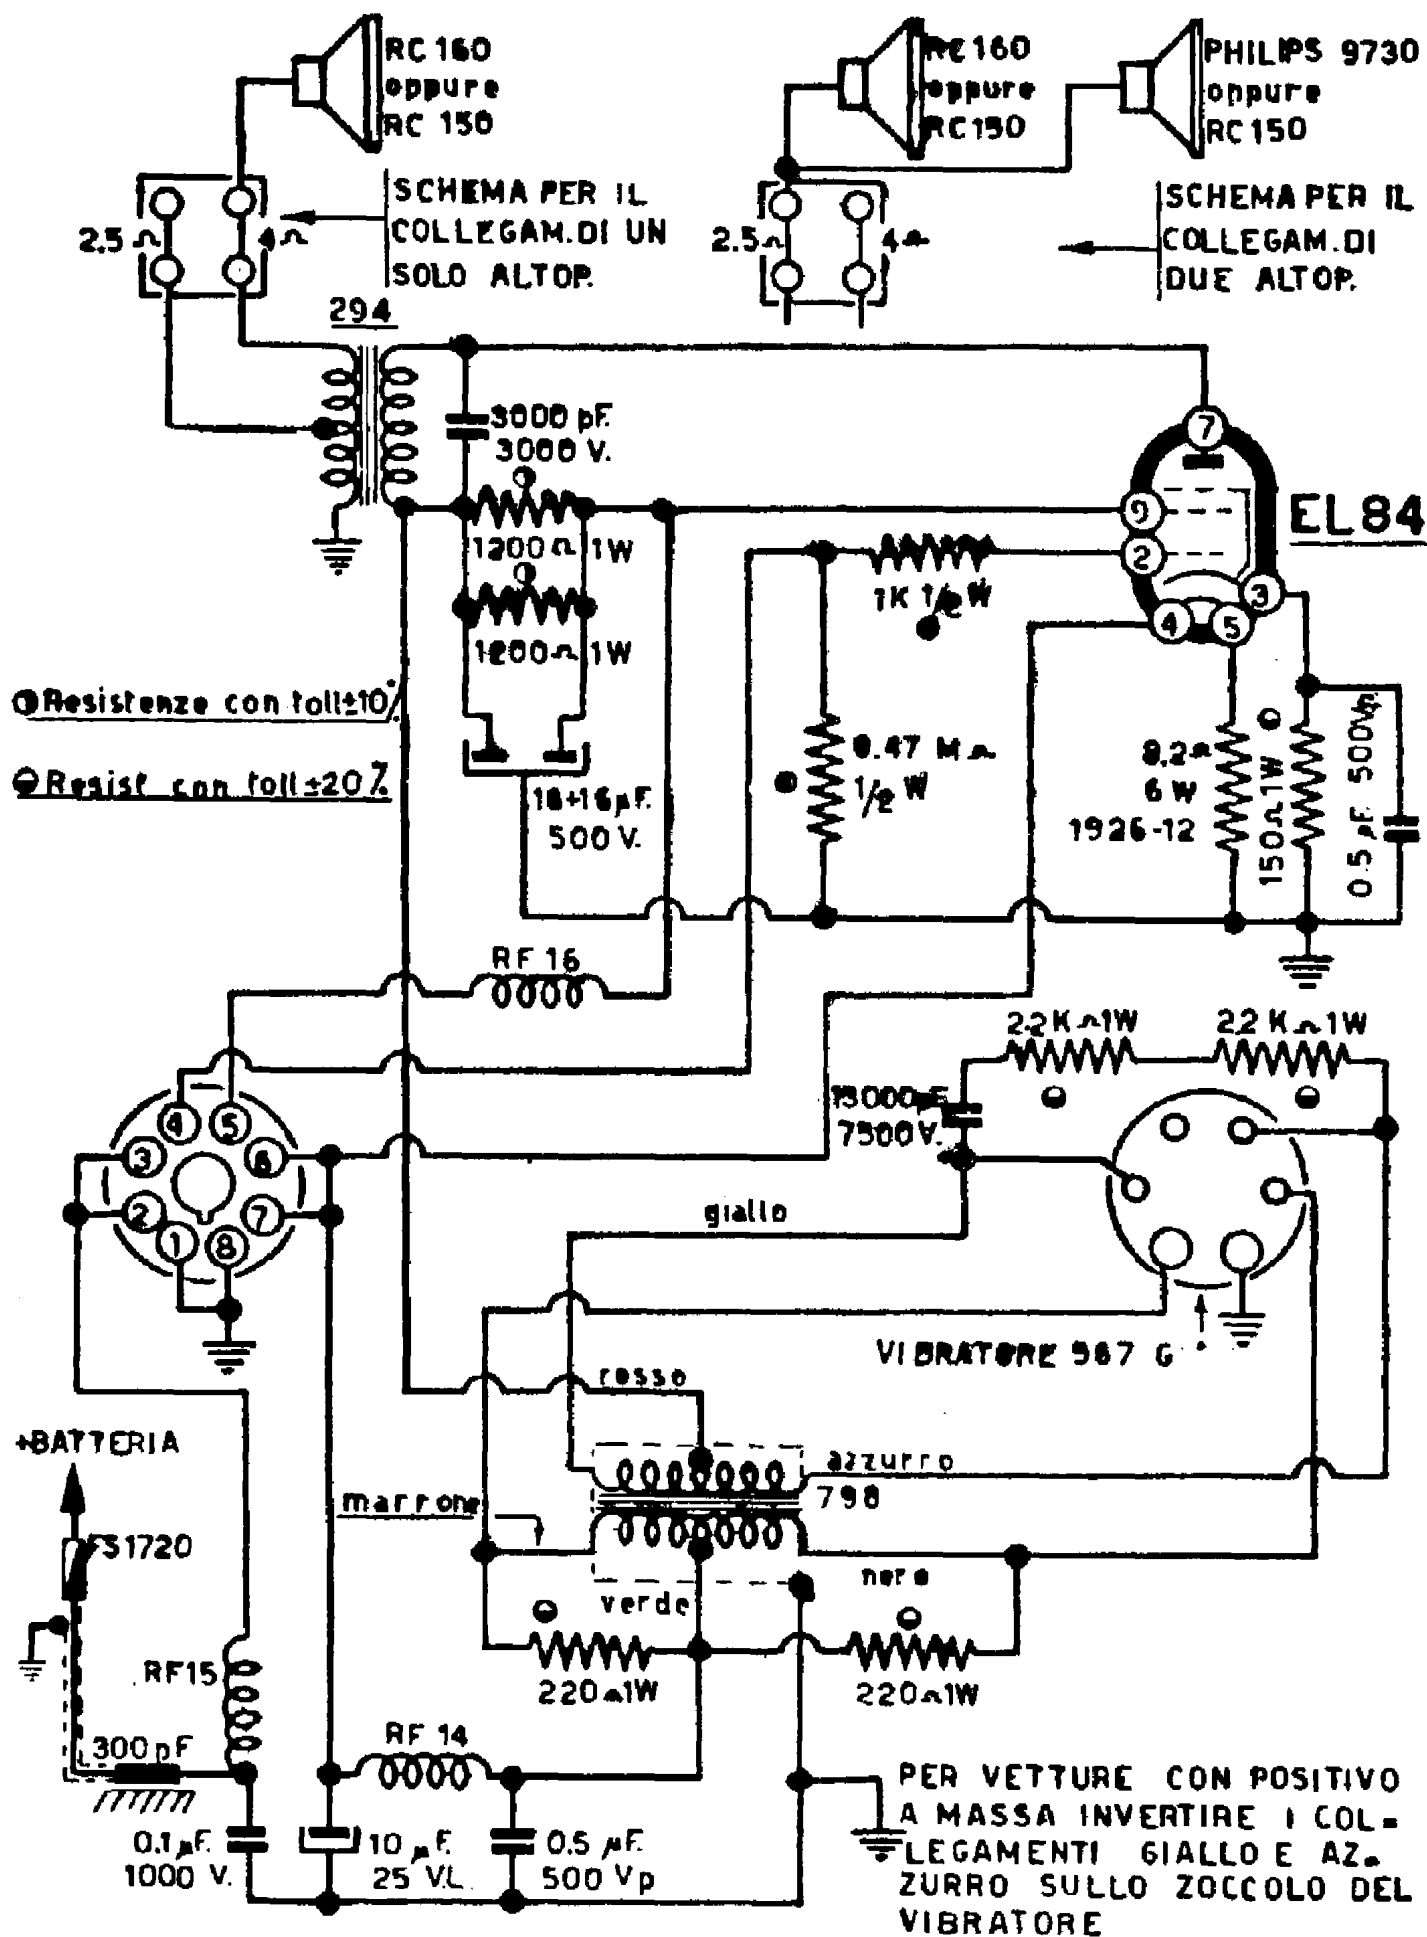 RC 160
oppure
RC 150
RC 160
oppure
RC150
PHILIPS 9730
oppure
RC 150
SCHEMA PER IL
COLLEGAM. DI UN
SOLO ALTOP.
SCHEMA PER IL
COLLEGAM. DI
DUE ALTOP.
2.5 Ω
4 Ω
2.5 Ω
4 Ω
294
3000 pF.
3000 V.
1200 Ω 1W
1200 Ω 1W
7
9
2
3
4
5
EL84
1K 1/2 W
Resistenze con toll ±10%
Resist con toll ±20%
16+16 µF.
500 V.
0.47 M Ω
1/2 W
8.2 Ω
6 W
1926-12
150 Ω 1W
0.5 µF. 500Vp
RF 16
2.2 K Ω 1W
2.2 K Ω 1W
7500 V.
4
5
3
6
2
7
1
8
giallo
VIBRATORE 967 G
rosso
+BATTERIA
azzurro
798
marrone
FS1720
nero
verde
RF15
220 Ω 1W
220 Ω 1W
RF 14
300 pF
0.1 µF.
1000 V.
10 µF.
25 V.L
0.5 µF.
500 Vp
PER VETTURE CON POSITIVO
A MASSA INVERTIRE I COL=
LEGAMENTI GIALLO E AZ=
ZURRO SULLO ZOCCOLO DEL
VIBRATORE